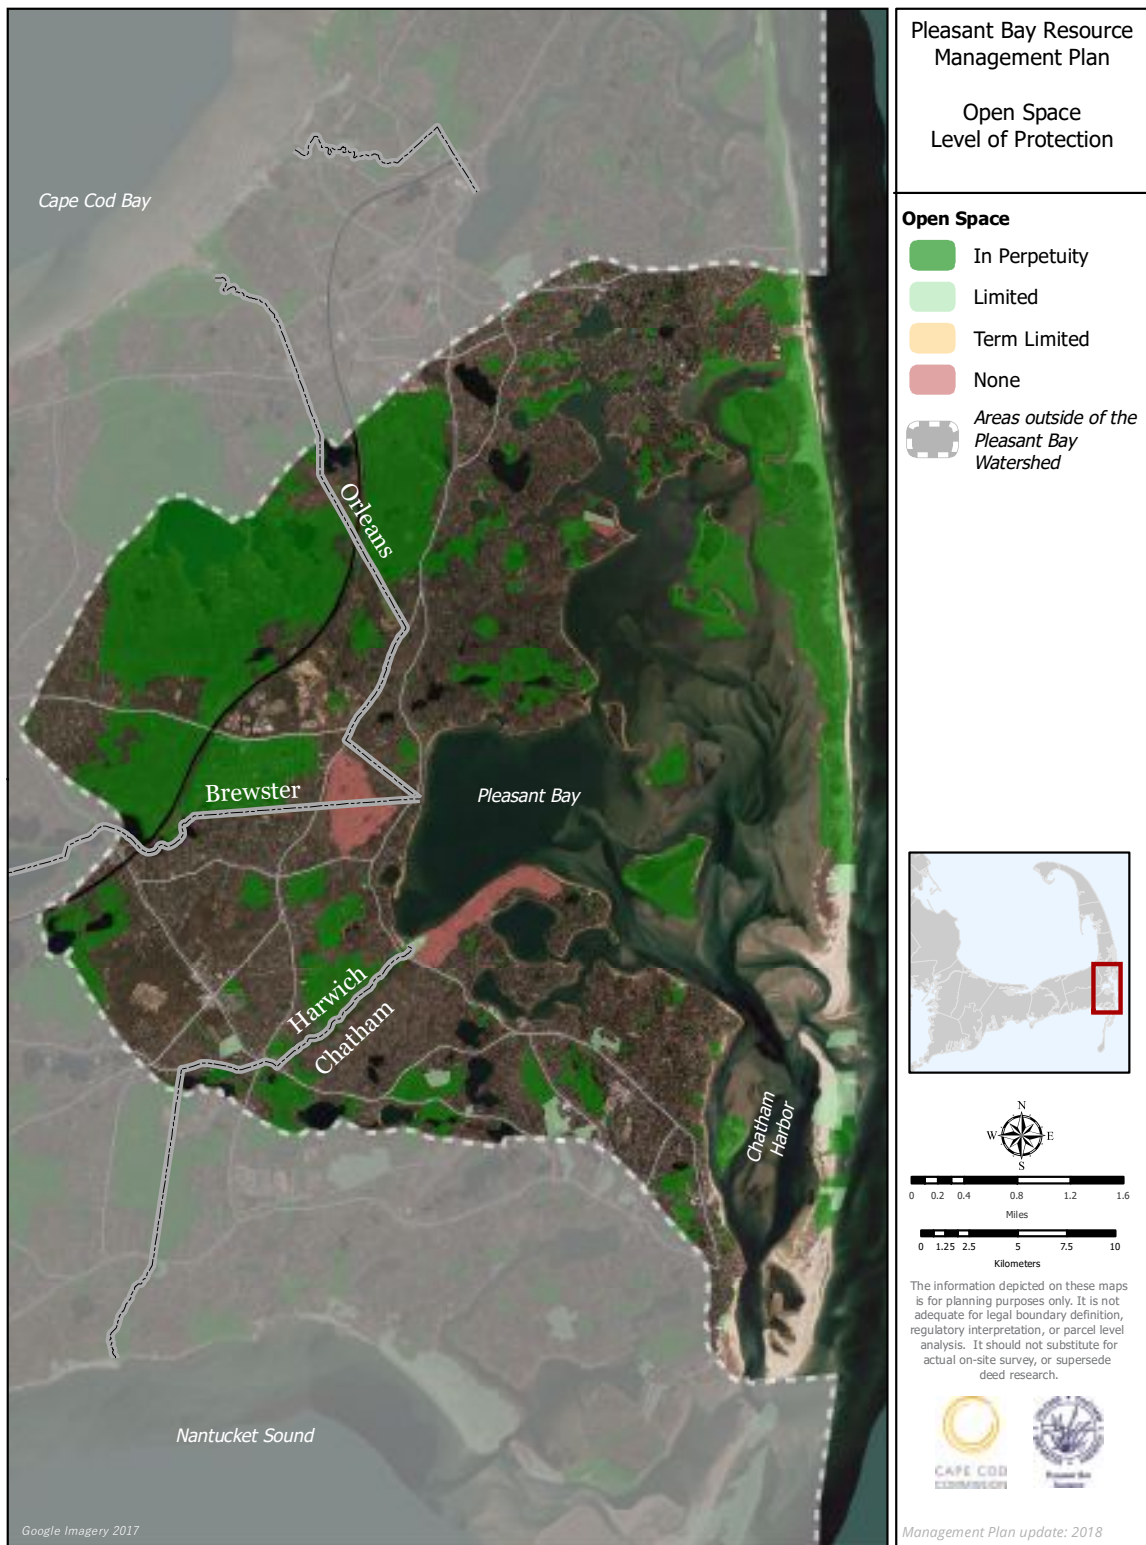 Pleasant Bay Resource
Management Plan
Open Space
Level of Protection
Open Space
In Perpetuity
Limited
Term Limited
None
Areas outside of the
Pleasant Bay
Watershed
Cape Cod Bay
Orleans
Brewster
Pleasant Bay
Harwich
Chatham
Chatham
Harbor
Nantucket Sound
Google Imagery 2017
N
W E
S
0 0.2 0.4 0.8 1.2 1.6
Miles
0 1.25 2.5 5 7.5 10
Kilometers
The information depicted on these maps
is for planning purposes only. It is not
adequate for legal boundary definition,
regulatory interpretation, or parcel level
analysis. It should not substitute for
actual on-site survey, or supersede
deed research.
CAPE COD
COMMISSION
Management Plan update: 2018